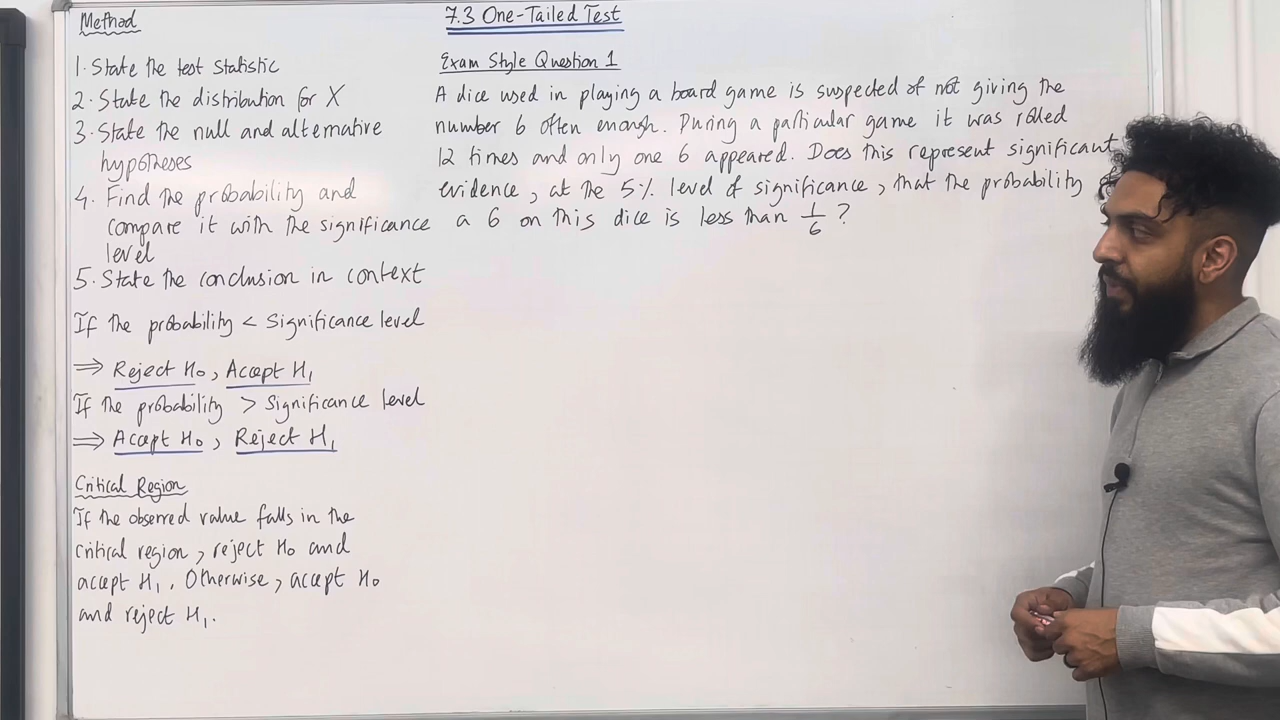 Method
1. State the test statistic
2. State the distribution for X
3. State the null and alternative
hypotheses
4. Find the probability and
compare it with the significance
level
5. State the conclusion in context
If the probability < Significance level
⇒ Reject H₀, Accept H₁
If the probability > Significance level
⇒ Accept H₀, Reject H₁
Critical Region
If the observed value falls in the
critical region, reject H₀ and
accept H₁. Otherwise, accept H₀
and reject H₁.
7.3 One-Tailed Test
Exam Style Question 1
A dice used in playing a board game is suspected of not giving the
number 6 often enough. During a particular game it was rolled
12 times and only one 6 appeared. Does this represent significant
evidence, at the 5% level of significance, that the probability
a 6 on this dice is less than 1/6?